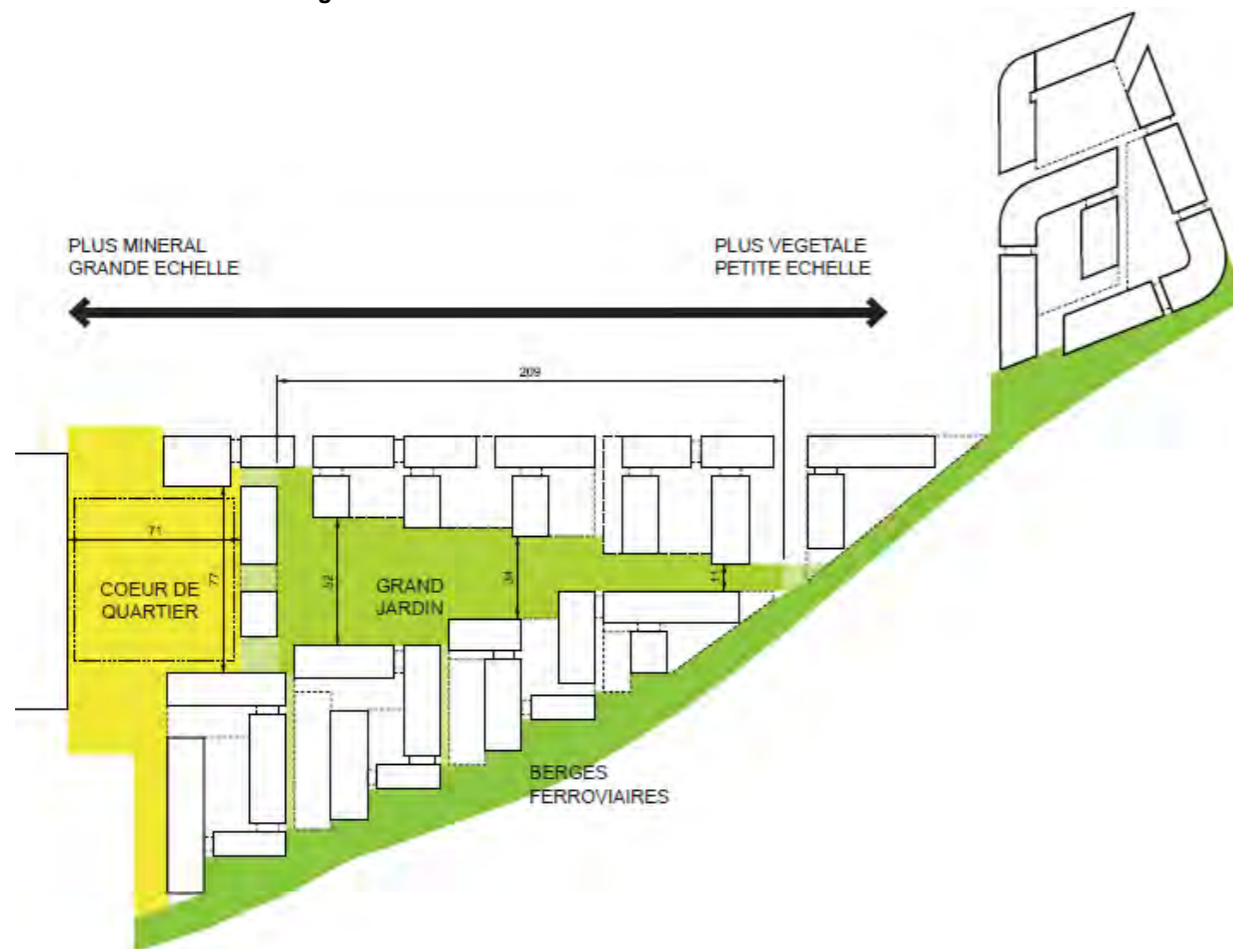 PLUS MINERAL
GRANDE ECHELLE
PLUS VEGETALE
PETITE ECHELLE
209
71
77
COEUR DE
QUARTIER
52
GRAND
JARDIN
34
11
BERGES
FERROVIAIRES